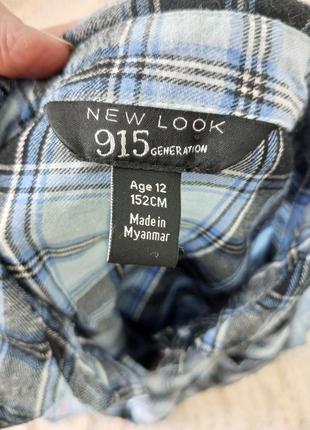 NEW LOOK
915 GENERATION
Age 12
152CM
Made in
Myanmar